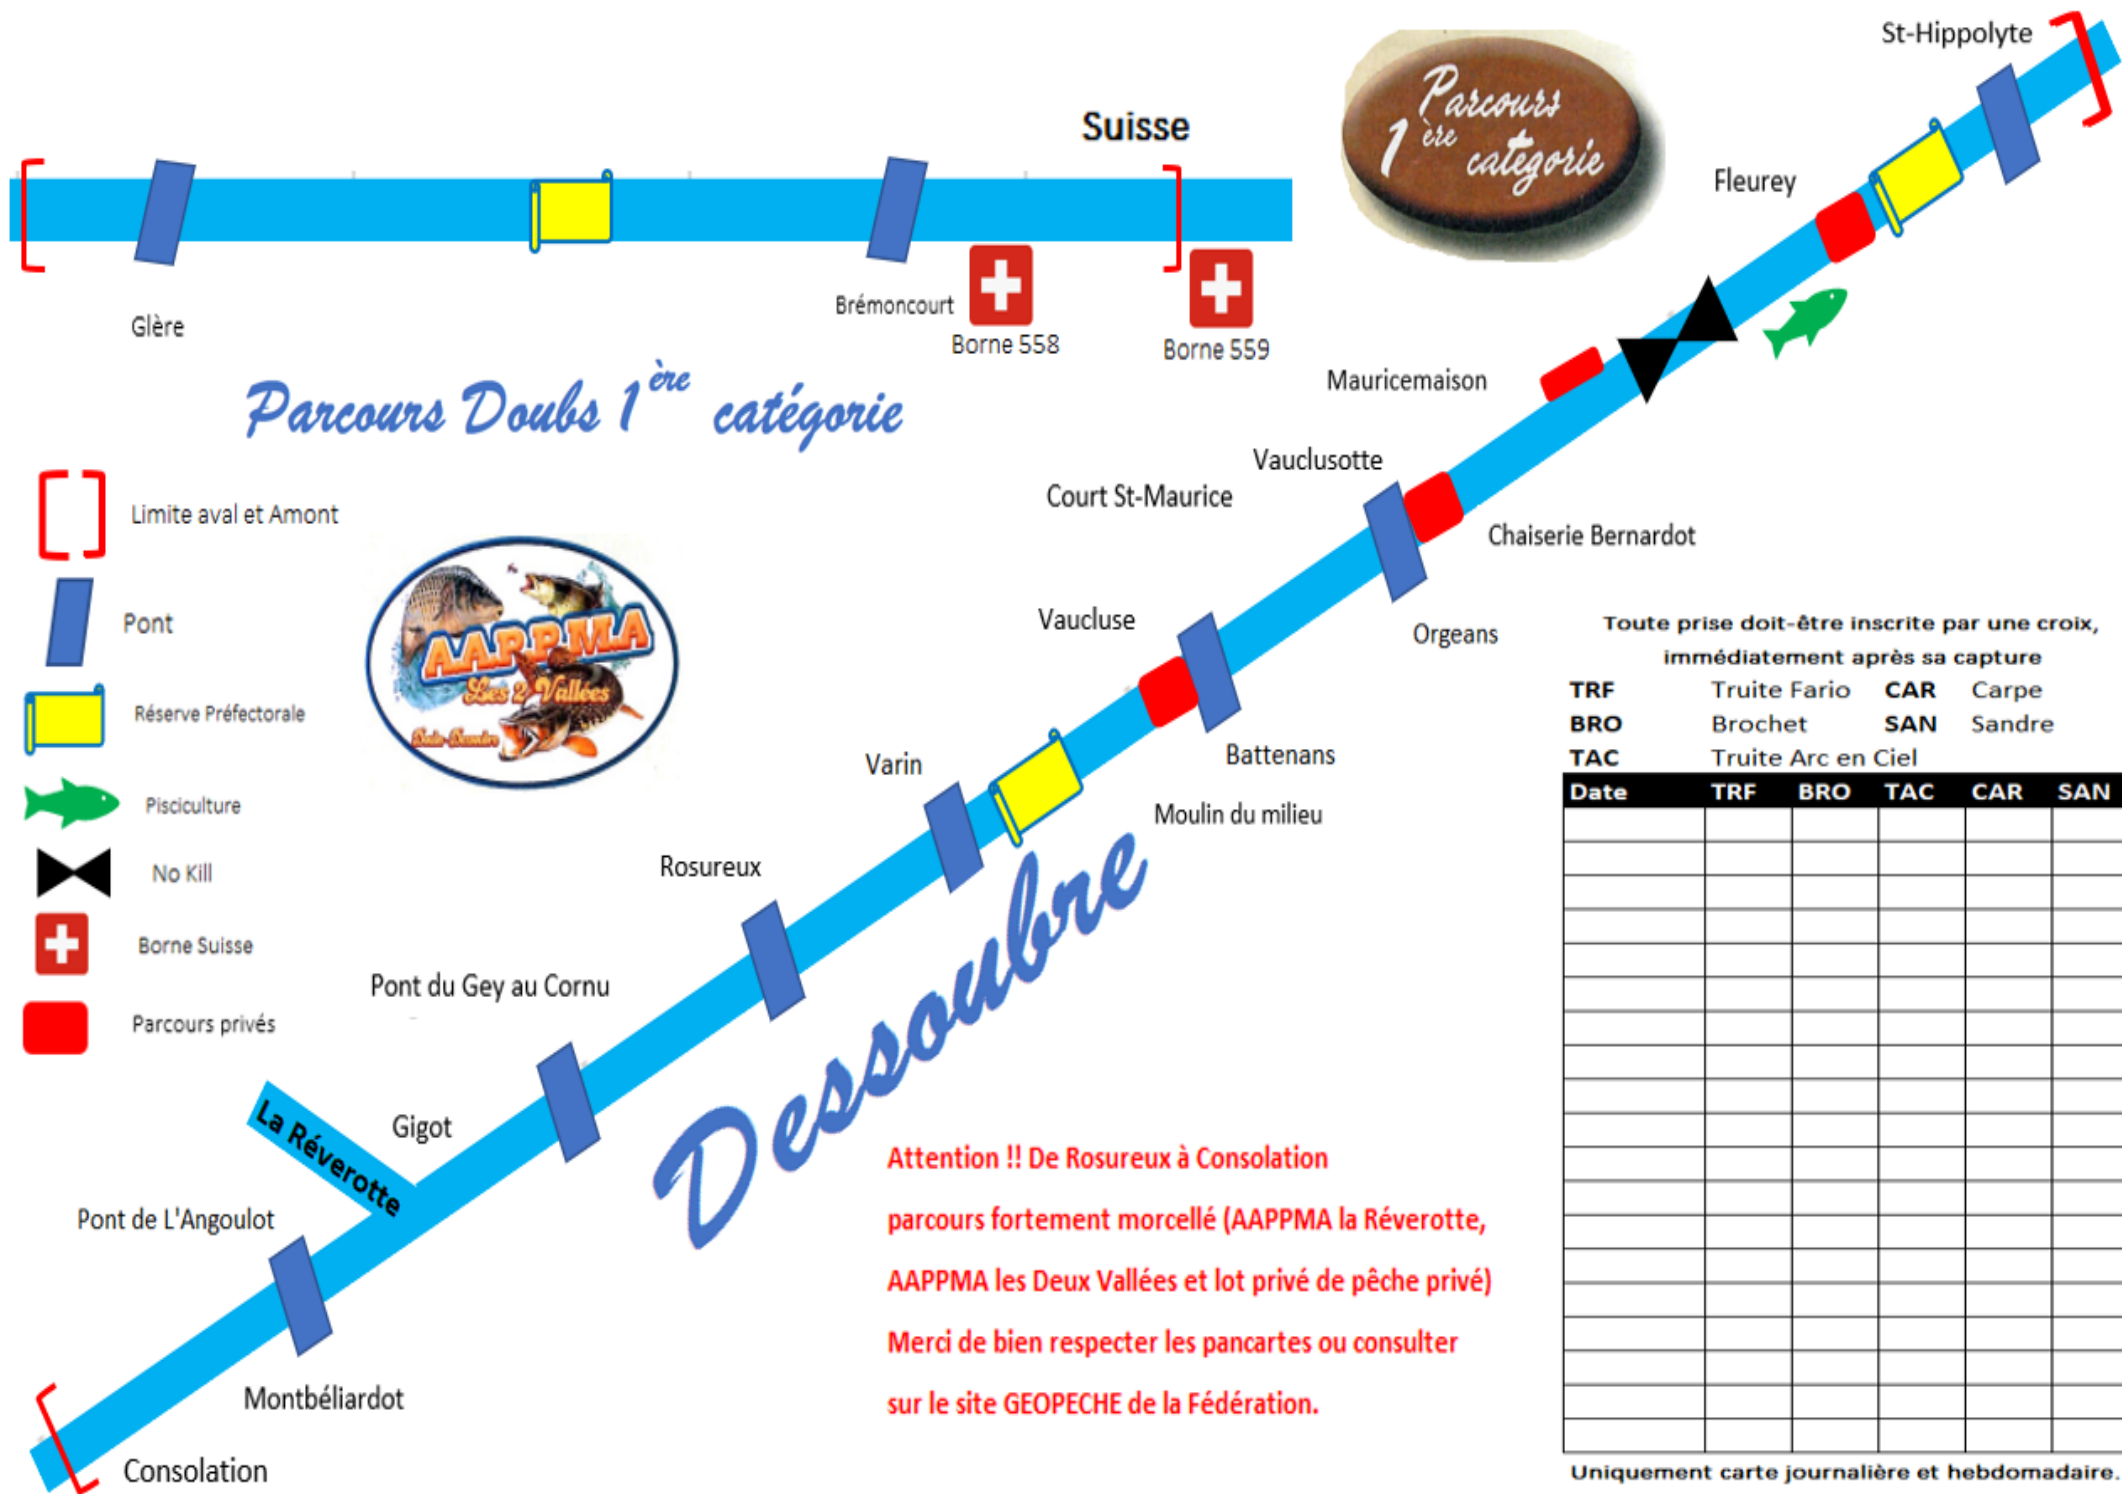 St-Hippolyte
Parcours
1 ère catégorie
Suisse
Fleurey
Glère
Brémoncourt
Borne 558
Borne 559
Parcours Doubs 1ère catégorie
Mauricemaison
Vauclusotte
Court St-Maurice
Chaiserie Bernardot
Limite aval et Amont
Pont
Réserve Préfectorale
Pisciculture
No Kill
Borne Suisse
Parcours privés
A.A.P.P.M.A
Les 2 Vallées
Vaucluse
Orgeans
Battenans
Varin
Moulin du milieu
Rosureux
Pont du Gey au Cornu
Dessoubre
Gigot
La Réverotte
Pont de L'Angoulot
Montbéliardot
Consolation
Attention !! De Rosureux à Consolation
parcours fortement morcellé (AAPPMA la Réverotte,
AAPPMA les Deux Vallées et lot privé de pêche privé)
Merci de bien respecter les pancartes ou consulter
sur le site GEOPECHE de la Fédération.
Toute prise doit-être inscrite par une croix,
immédiatement après sa capture
TRF Truite Fario CAR Carpe
BRO Brochet SAN Sandre
TAC Truite Arc en Ciel
Date TRF BRO TAC CAR SAN
Uniquement carte journalière et hebdomadaire.